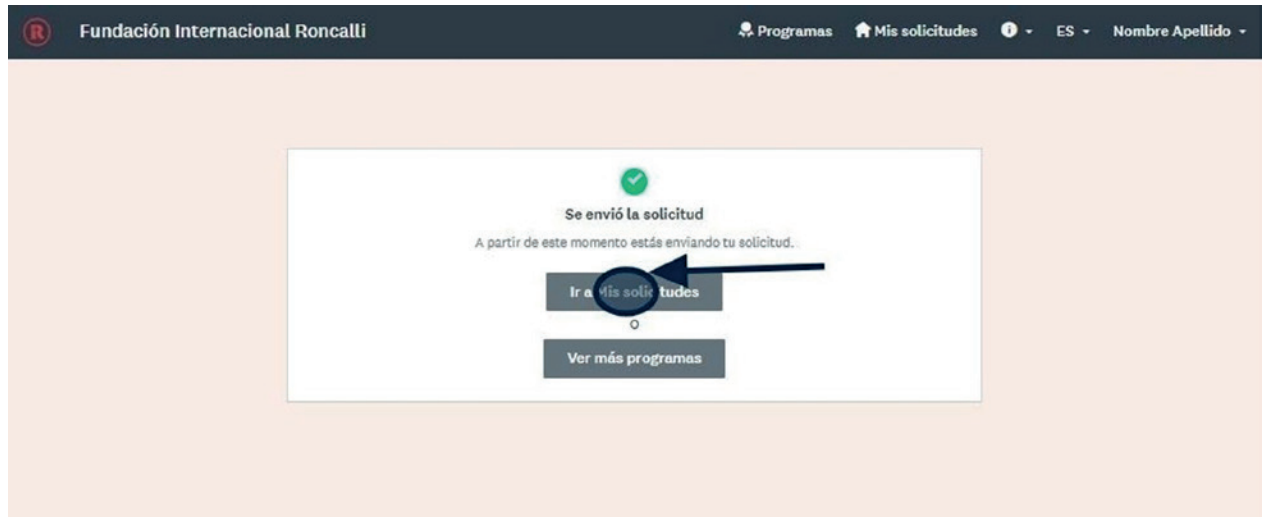 R Fundación Internacional Roncalli Programas Mis solicitudes ES Nombre Apellido
Se envió la solicitud
A partir de este momento estás enviando tu solicitud.
Ir a Mis solicitudes
O
Ver más programas